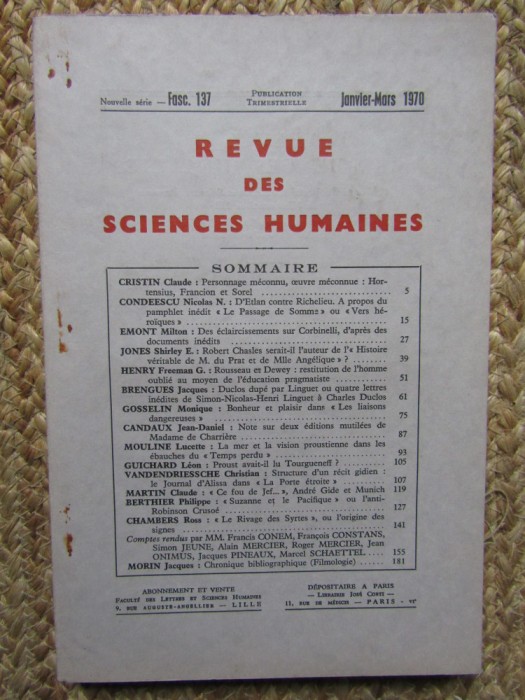 Nouvelle série — Fasc. 137
PUBLICATION
TRIMESTRIELLE
Janvier-Mars 1970
REVUE
DES
SCIENCES HUMAINES
SOMMAIRE
CRISTIN Claude : Personnage méconnu, œuvre méconnue : Hor-
tensius, Francion et Sorel .......... 5
CONDEESCU Nicolas N. : D'Etlan contre Richelieu. A propos du
pamphlet inédit « Le Passage de Somme » ou « Vers hé-
roïques » .......... 15
EMONT Milton : Des éclaircissements sur Corbinelli, d'après des
documents inédits .......... 27
JONES Shirley E. : Robert Chasles serait-il l'auteur de l'« Histoire
véritable de M. du Prat et de Mlle Angélique » ? .......... 39
HENRY Freeman G. : Rousseau et Dewey : restitution de l'homme
oublié au moyen de l'éducation pragmatiste .......... 51
BRENGUES Jacques : Duclos dupé par Linguet ou quatre lettres
inédites de Simon-Nicolas-Henri Linguet à Charles Duclos 61
GOSSELIN Monique : Bonheur et plaisir dans « Les liaisons
dangereuses » .......... 75
CANDAUX Jean-Daniel : Note sur deux éditions mutilées de
Madame de Charrière .......... 87
MOULINE Lucette : La mer et la vision proustienne dans les
ébauches du « Temps perdu » .......... 93
GUICHARD Léon : Proust avait-il lu Tourgueneff ? .......... 105
VANDENDRIESSCHE Christian : Structure d'un récit gidien :
le Journal d'Alissa dans « La Porte étroite » .......... 107
MARTIN Claude : « Ce fou de Jef... », André Gide et Munich 119
BERTHIER Philippe : « Suzanne et le Pacifique » ou l'anti-
Robinson Crusoé .......... 127
CHAMBERS Ross : « Le Rivage des Syrtes », ou l'origine des
signes .......... 141
Comptes rendus par MM. Francis CONEM, François CONSTANS,
Simon JEUNE, Alain MERCIER, Roger MERCIER, Jean
ONIMUS, Jacques PINEAUX, Marcel SCHAETTEL .... 155
MORIN Jacques : Chronique bibliographique (Filmologie) .......... 181
ABONNEMENT ET VENTE
FACULTÉ DES LETTRES ET SCIENCES HUMAINES
9, RUE AUGUSTE-ANGELLIER — LILLE
DÉPOSITAIRE A PARIS
— LIBRAIRIE JOSÉ CORTI —
11, RUE DE MÉDICIS — PARIS - VIe